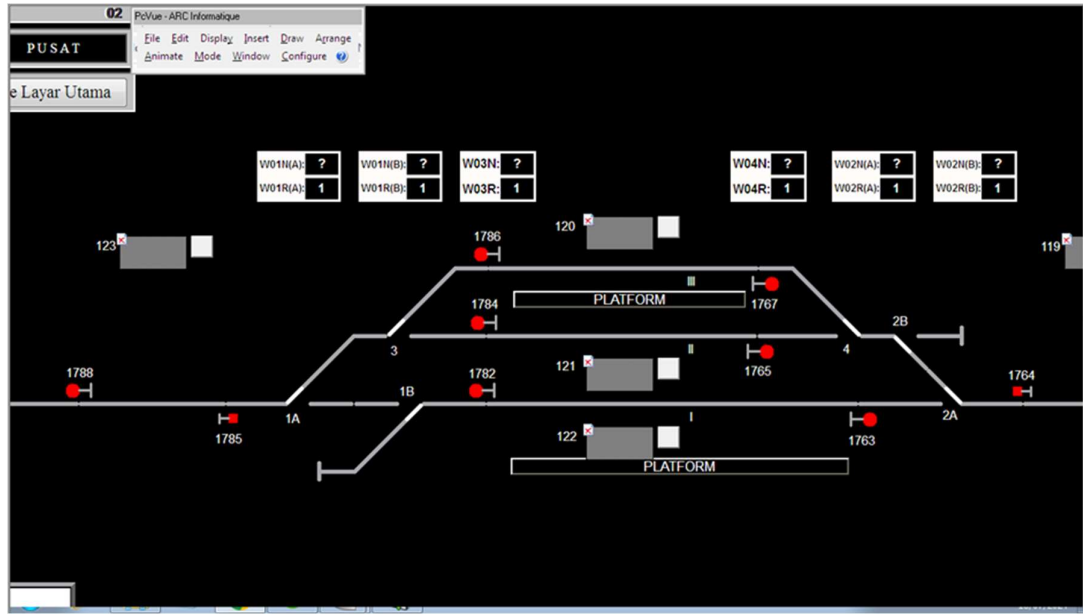 02
PcVue - ARC Informatique
File Edit Display Insert Draw Arrange
Animate Mode Window Configure ?
PUSAT
e Layar Utama
W01N(A): ? W01N(B): ? W03N: ? W04N: ? W02N(A): ? W02N(B): ?
W01R(A): 1 W01R(B): 1 W03R: 1 W04R: 1 W02R(A): 1 W02R(B): 1
120
123 1786 119
III
PLATFORM
1784 1767
2B
3 II 4
121 1765
1788 1782 1764
1B
1A I 2A
1785 122 1763
PLATFORM